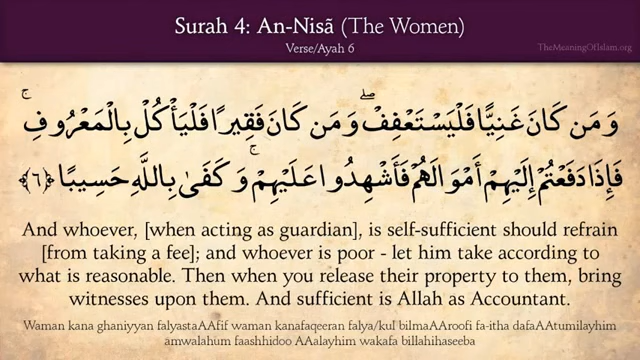 Surah 4: An-Nisã (The Women)
Verse/Ayah 6
TheMeaningOfIslam.org
وَمَن كَانَ غَنِيًّا فَلْيَسْتَعْفِفْ ۖ وَمَن كَانَ فَقِيرًا فَلْيَأْكُلْ بِالْمَعْرُوفِ ۚ
فَإِذَا دَفَعْتُمْ إِلَيْهِمْ أَمْوَالَهُمْ فَأَشْهِدُوا عَلَيْهِمْ ۚ وَكَفَىٰ بِاللَّهِ حَسِيبًا ﴿٦﴾
And whoever, [when acting as guardian], is self-sufficient should refrain
[from taking a fee]; and whoever is poor - let him take according to
what is reasonable. Then when you release their property to them, bring
witnesses upon them. And sufficient is Allah as Accountant.
Waman kana ghaniyyan falyastaAAfif waman kanafaqeeran falya/kul bilmaAAroofi fa-itha dafaAAtumilayhim
amwalahum faashhidoo AAalayhim wakafa billahihaseeba